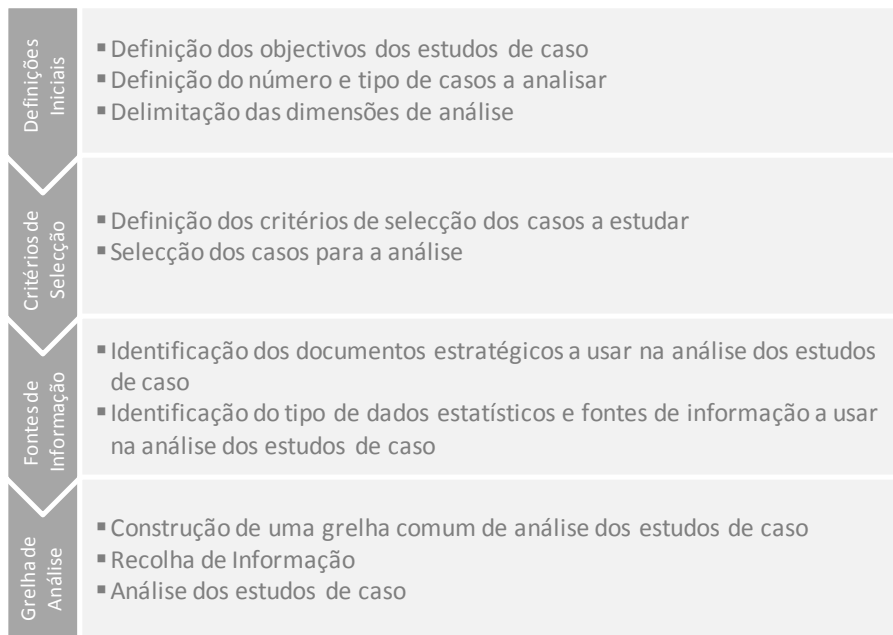 Definições
Iniciais
▪ Definição dos objectivos dos estudos de caso
▪ Definição do número e tipo de casos a analisar
▪ Delimitação das dimensões de análise
Critérios de
Selecção
▪ Definição dos critérios de selecção dos casos a estudar
▪ Selecção dos casos para a análise
Fontes de
Informação
▪ Identificação dos documentos estratégicos a usar na análise dos estudos
de caso
▪ Identificação do tipo de dados estatísticos e fontes de informação a usar
na análise dos estudos de caso
Grelha de
Análise
▪ Construção de uma grelha comum de análise dos estudos de caso
▪ Recolha de Informação
▪ Análise dos estudos de caso